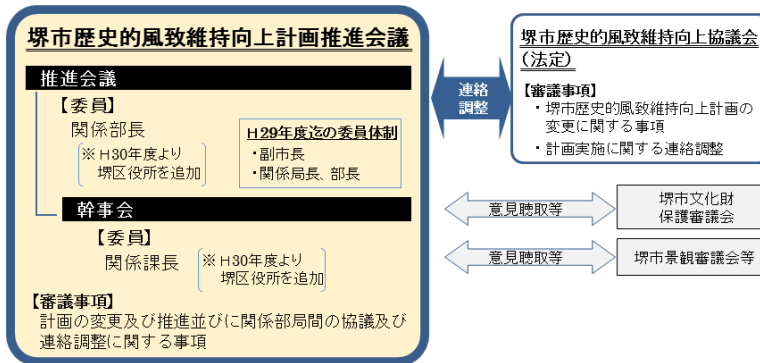 堺市歴史的風致維持向上計画推進会議
推進会議
【委員】
関係部長
※H30年度より
堺区役所を追加
H29年度迄の委員体制
・副市長
・関係局長、部長
幹事会
【委員】
関係課長
※H30年度より
堺区役所を追加
【審議事項】
計画の変更及び推進並びに関係部局間の協議及び
連絡調整に関する事項
連絡
調整
堺市歴史的風致維持向上協議会
(法定)
【審議事項】
・堺市歴史的風致維持向上計画の
変更に関する事項
・計画実施に関する連絡調整
意見聴取等
堺市文化財
保護審議会
意見聴取等
堺市景観審議会等